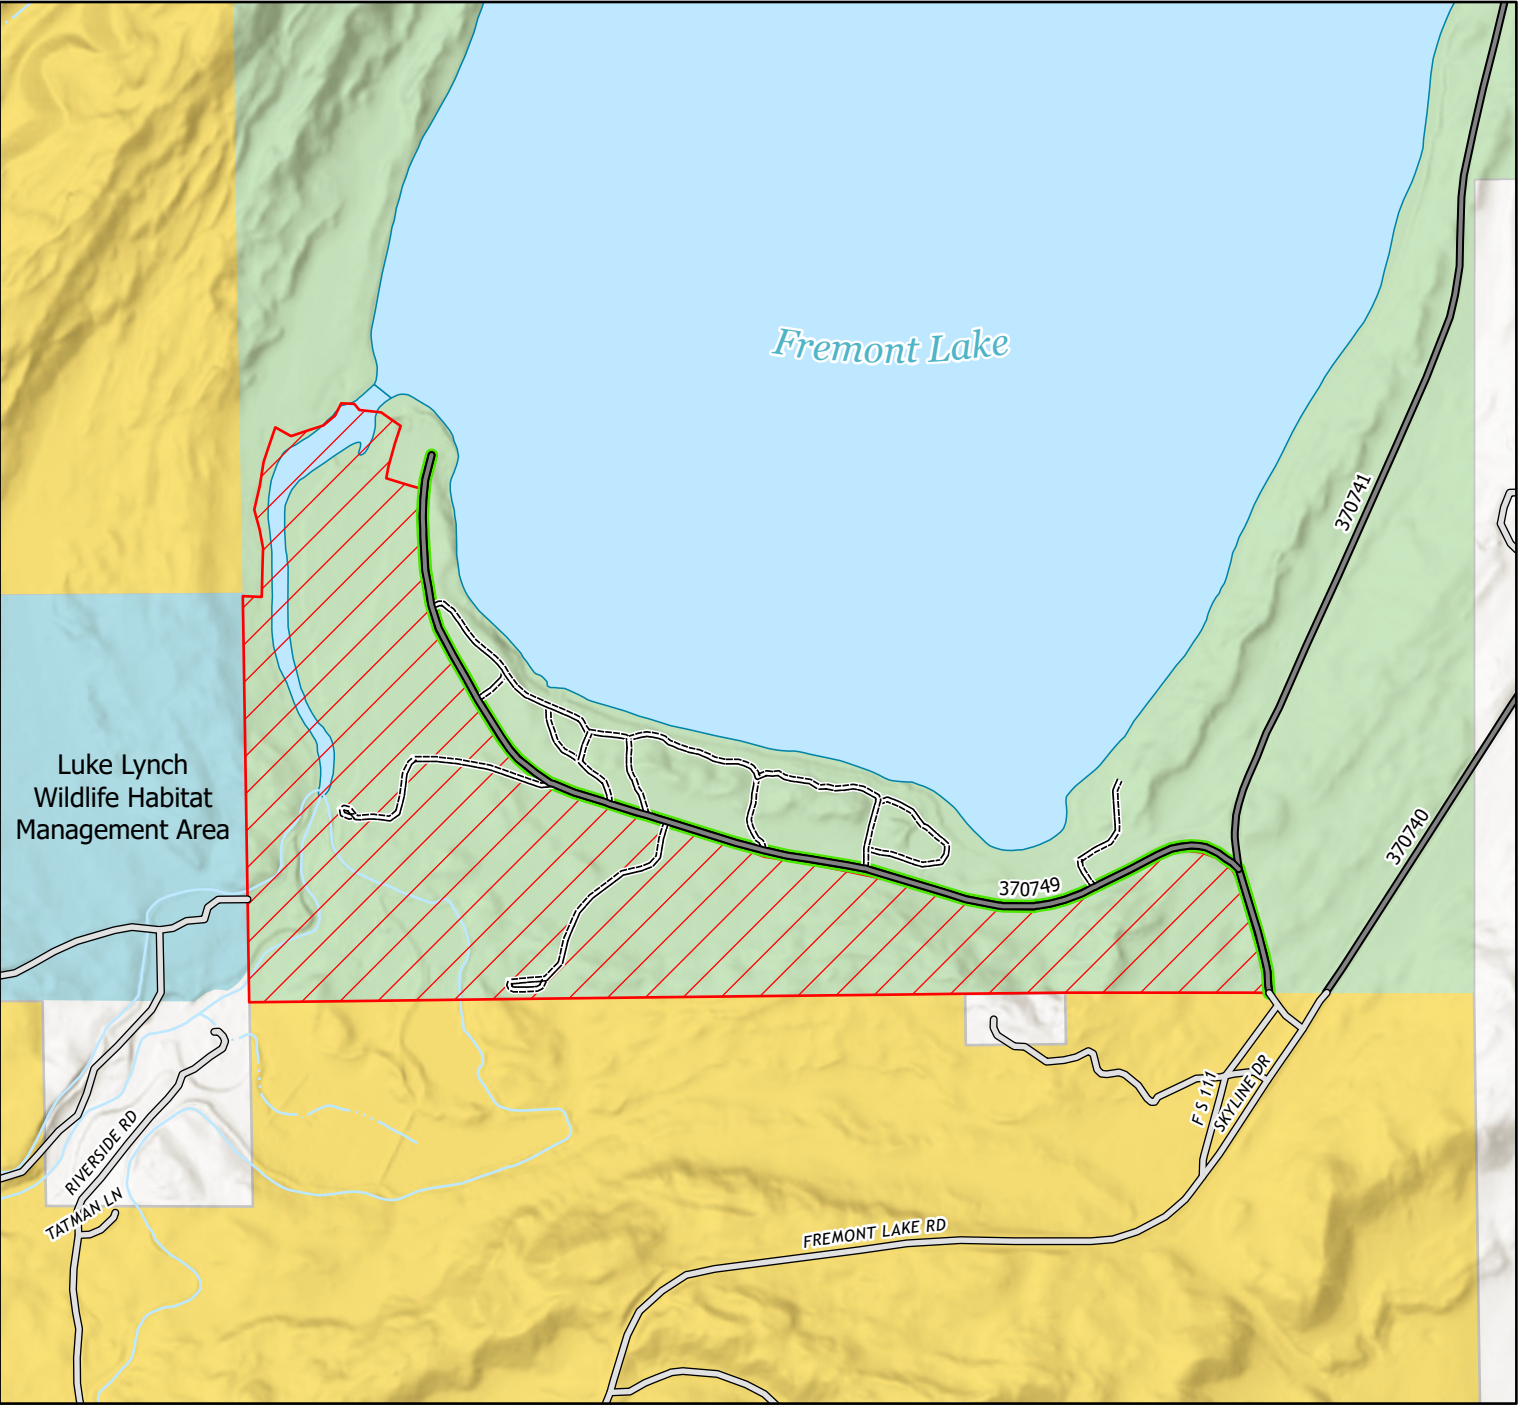 Fremont Lake
370741
Luke Lynch
Wildlife Habitat
Management Area
370740
370749
F S 111
SKYLINE DR
RIVERSIDE RD
TATMAN LN
FREMONT LAKE RD